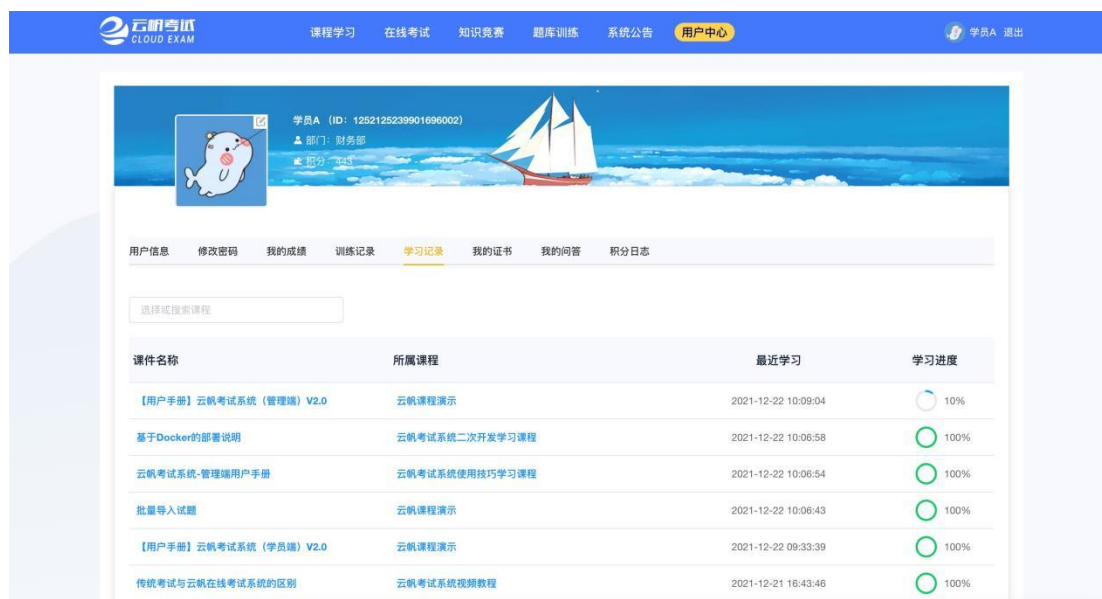 云帆考试
CLOUD EXAM
课程学习 在线考试 知识竞赛 题库训练 系统公告 用户中心 学员A 退出
学员A (ID: 1252125239901696002)
部门: 财务部
积分: 443
用户信息 修改密码 我的成绩 训练记录 学习记录 我的证书 我的问答 积分日志
选择或搜索课程
课件名称 所属课程 最近学习 学习进度
【用户手册】云帆考试系统（管理端）V2.0 云帆课程演示 2021-12-22 10:09:04 10%
基于Docker的部署说明 云帆考试系统二次开发学习课程 2021-12-22 10:06:58 100%
云帆考试系统-管理端用户手册 云帆考试系统使用技巧学习课程 2021-12-22 10:06:54 100%
批量导入试题 云帆课程演示 2021-12-22 10:06:43 100%
【用户手册】云帆考试系统（学员端）V2.0 云帆课程演示 2021-12-22 09:33:39 100%
传统考试与云帆在线考试系统的区别 云帆考试系统视频教程 2021-12-21 16:43:46 100%